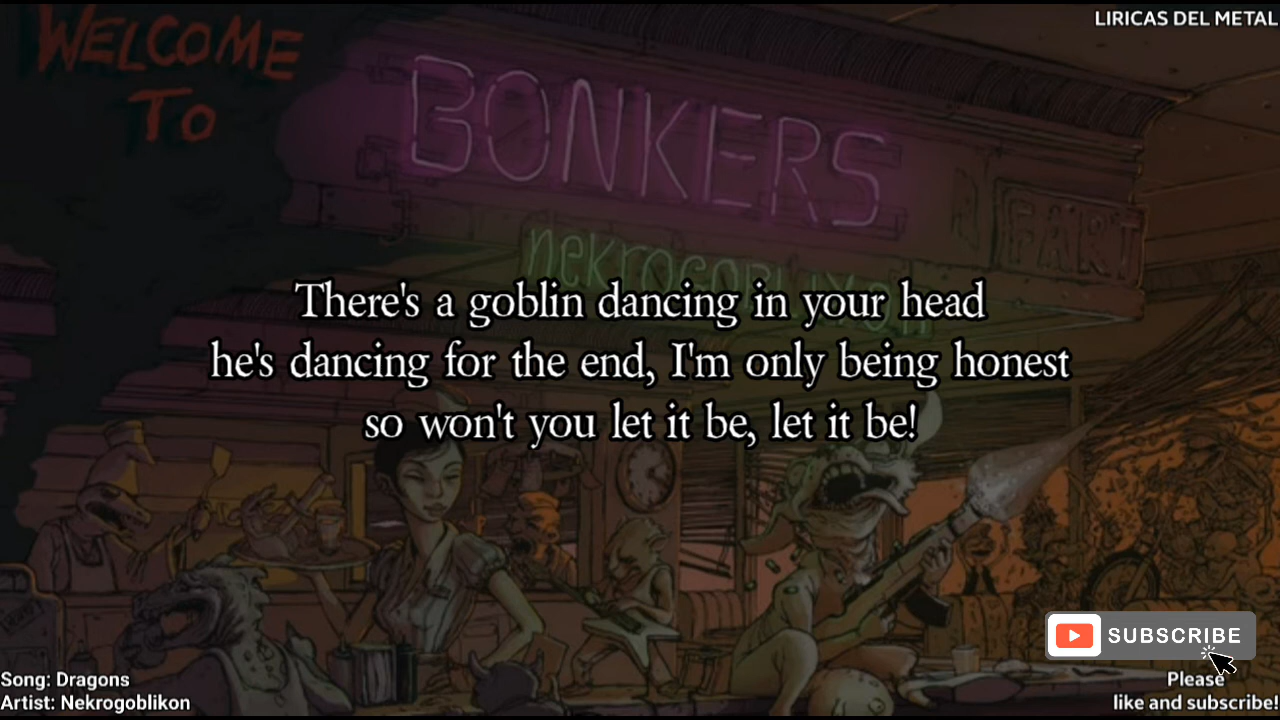 LIRICAS DEL METAL
WELCOME
To
BONKERS
nekrogoblikon
FART
There's a goblin dancing in your head
he's dancing for the end, I'm only being honest
so won't you let it be, let it be!
SUBSCRIBE
Song: Dragons
Artist: Nekrogoblikon
Please
like and subscribe!